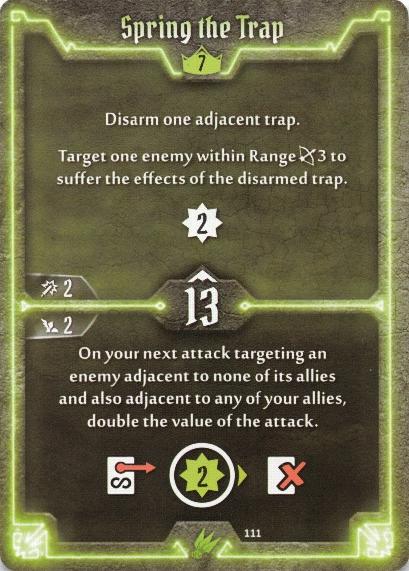 Spring the Trap
7
Disarm one adjacent trap.
Target one enemy within Range 3 to
suffer the effects of the disarmed trap.
2
2
13
2
On your next attack targeting an
enemy adjacent to none of its allies
and also adjacent to any of your allies,
double the value of the attack.
2
111